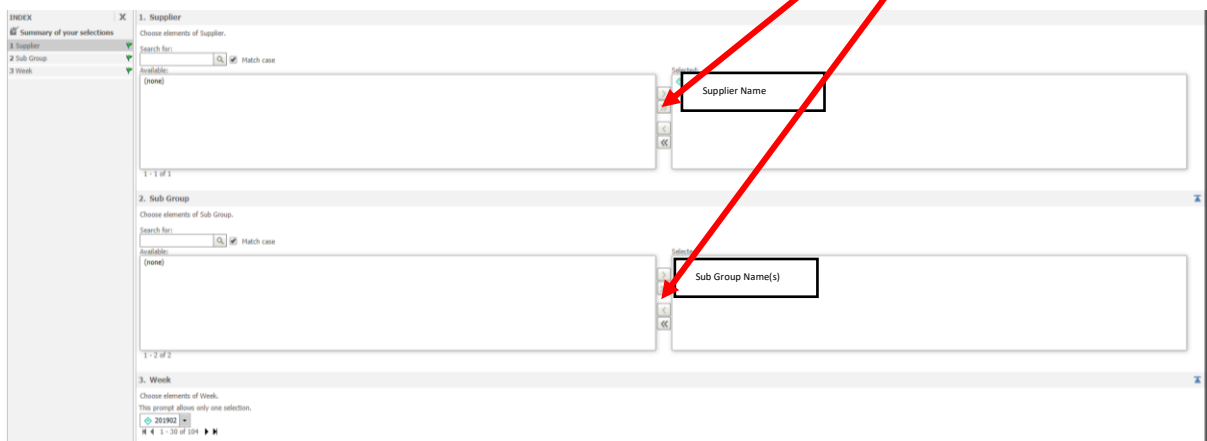 INDEX X
Summary of your selections
1 Supplier
2 Sub Group
3 Week
1. Supplier
Choose elements of Supplier.
Search for:
Match case
Available:
Selected:
(none)
Supplier Name
1 - 1 of 1
2. Sub Group
Choose elements of Sub Group.
Search for:
Match case
Available:
(none)
Sub Group Name(s)
1 - 2 of 2
3. Week
Choose elements of Week.
This prompt allows only one selection.
201902
1 - 30 of 104